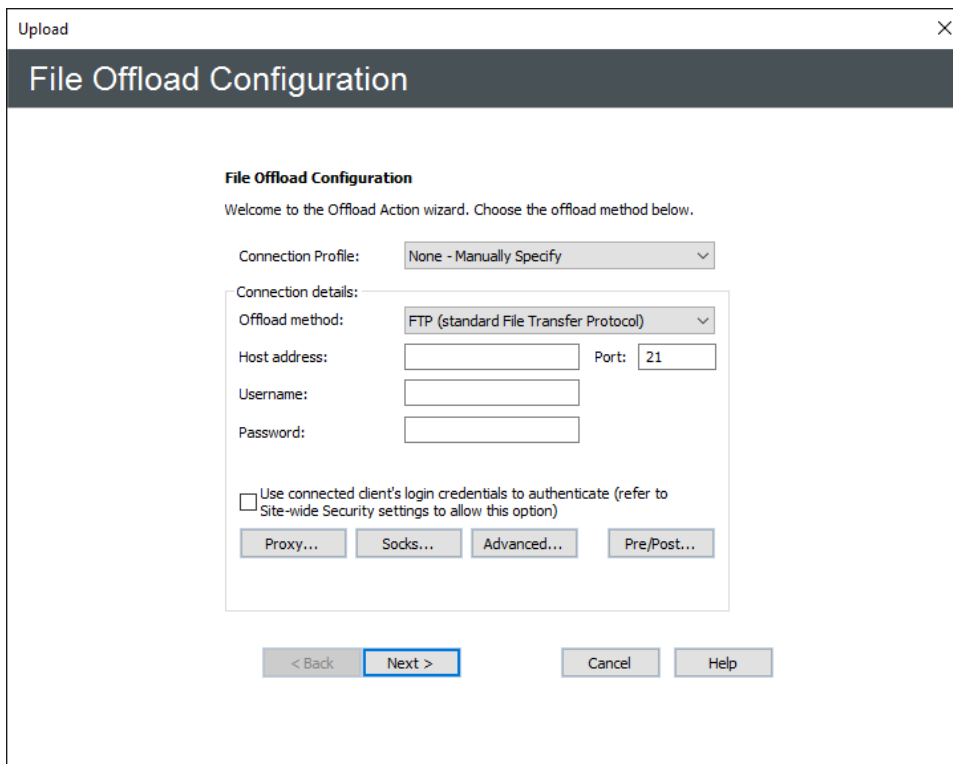 Upload
File Offload Configuration
File Offload Configuration
Welcome to the Offload Action wizard. Choose the offload method below.
Connection Profile: None - Manually Specify
Connection details:
Offload method: FTP (standard File Transfer Protocol)
Host address: Port: 21
Username:
Password:
Use connected client's login credentials to authenticate (refer to
Site-wide Security settings to allow this option)
Proxy... Socks... Advanced... Pre/Post...
< Back Next > Cancel Help